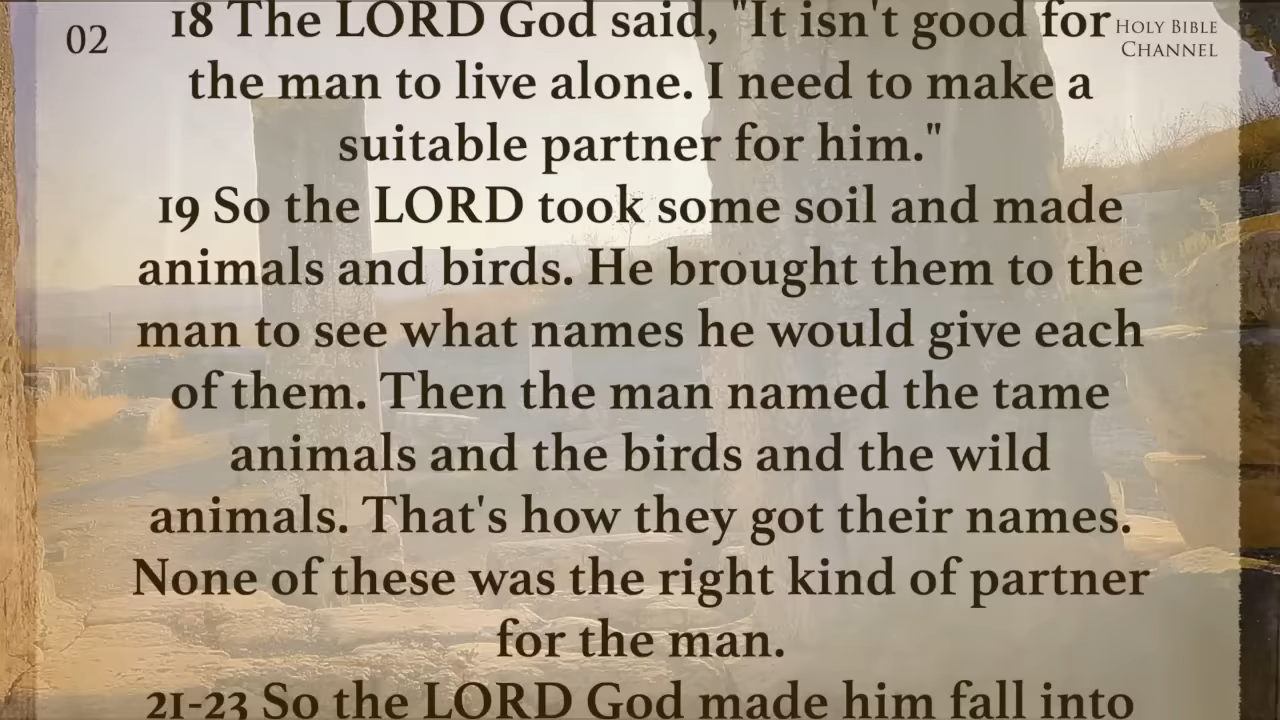 02
HOLY BIBLE
CHANNEL
18 The LORD God said, "It isn't good for
the man to live alone. I need to make a
suitable partner for him."
19 So the LORD took some soil and made
animals and birds. He brought them to the
man to see what names he would give each
of them. Then the man named the tame
animals and the birds and the wild
animals. That's how they got their names.
None of these was the right kind of partner
for the man.
21-23 So the LORD God made him fall into